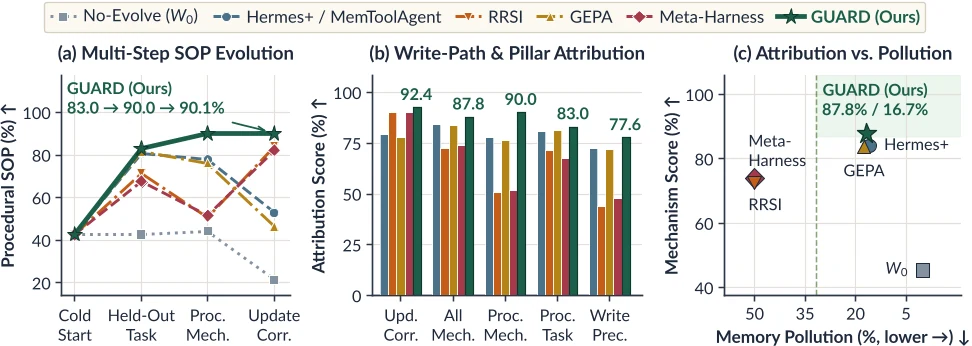 No-Evolve (W0) Hermes+ / MemToolAgent RRSI GEPA Meta-Harness GUARD (Ours)
(a) Multi-Step SOP Evolution
GUARD (Ours)
83.0 → 90.0 → 90.1%
Procedural SOP (%) ↑
100
80
60
40
20
Cold Start
Held-Out Task
Proc. Mech.
Update Corr.
(b) Write-Path & Pillar Attribution
Attribution Score (%) ↑
100
75
50
25
0
92.4
87.8
90.0
83.0
77.6
Upd. Corr.
All Mech.
Proc. Mech.
Proc. Task
Write Prec.
(c) Attribution vs. Pollution
GUARD (Ours)
87.8% / 16.7%
Mechanism Score (%) ↑
80
60
40
Meta-
Harness
RRSI
Hermes+
GEPA
W0
50 35 20 5
Memory Pollution (%, lower →) ↓